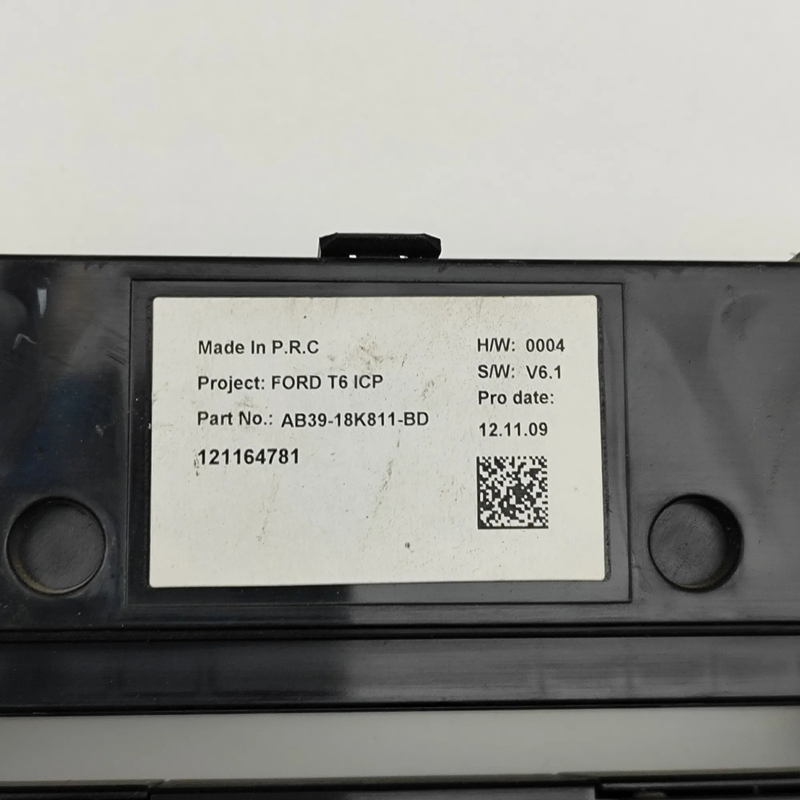 Made In P.R.C
Project: FORD T6 ICP
Part No.: AB39-18K811-BD
121164781
H/W: 0004
S/W: V6.1
Pro date:
12.11.09